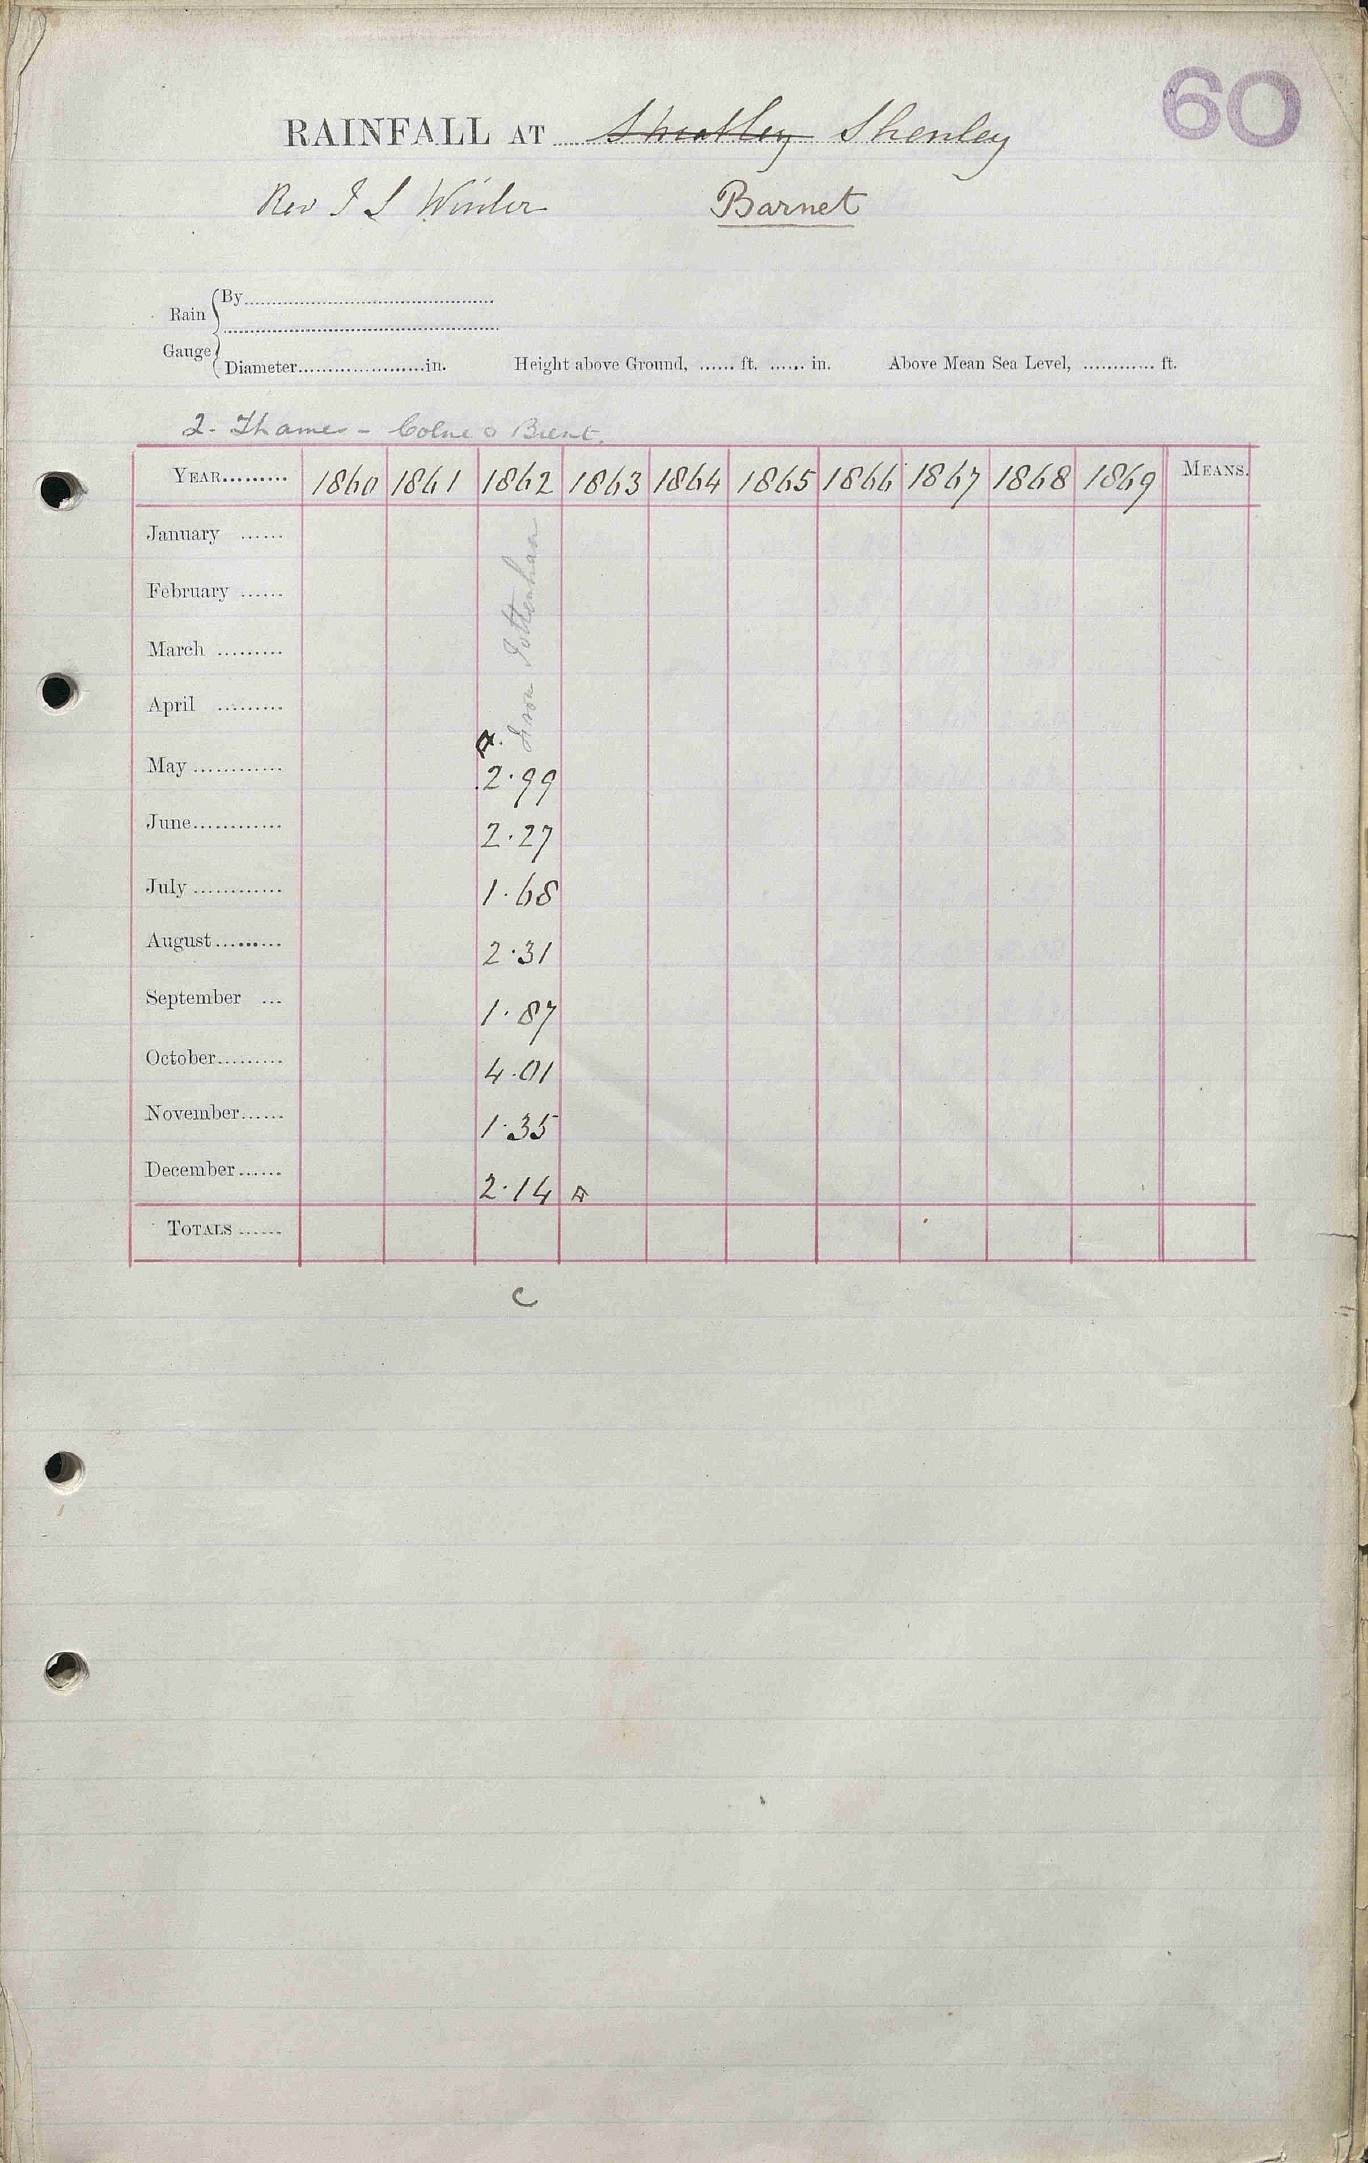 60
RAINFALL AT Sheatley Shenley
Rev J S Winter Barnet
Rain Gauge
By
Diameter in. Height above Ground, ft. in. Above Mean Sea Level, ft.
2. Thames - Colne & Brent.
YEAR 1860 1861 1862 1863 1864 1865 1866 1867 1868 1869 MEANS.
from Tottenham
January
February
March
April
May 2.99
June 2.27
July 1.68
August 2.31
September 1.87
October 4.01
November 1.35
December 2.14
TOTALS
C